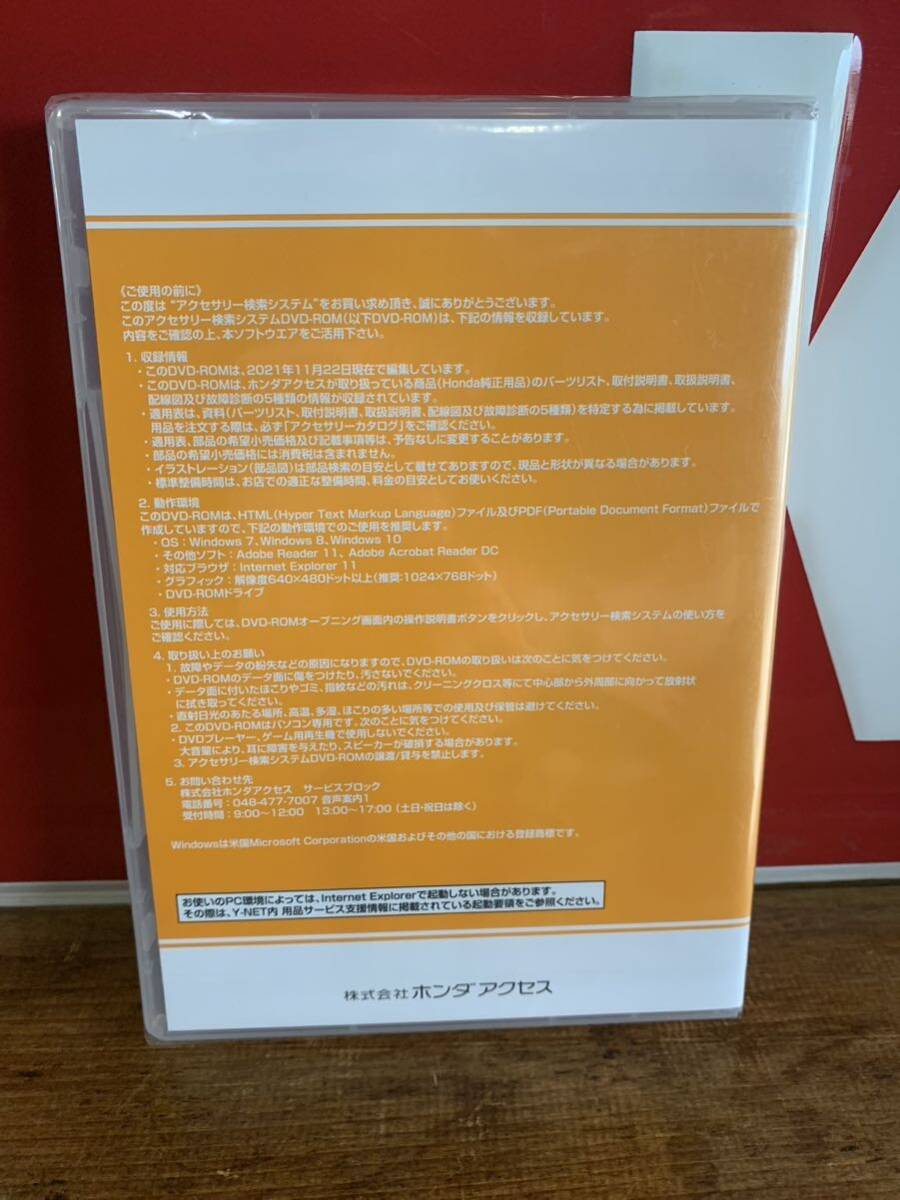 《ご使用の前に》
この度は "アクセサリー検索システム"をお買い求め頂き、誠にありがとうございます。
このアクセサリー検索システムDVD-ROM(以下DVD-ROM)は、下記の情報を収録しています。
内容をご確認の上、本ソフトウエアをご活用下さい。
1. 収録情報
・このDVD-ROMは、2021年11月22日現在で編集しています。
・このDVD-ROMは、ホンダアクセスが取り扱っている商品(Honda純正用品)のパーツリスト、取付説明書、取扱説明書、
配線図及び故障診断の5種類の情報が収録されています。
・適用表は、資料(パーツリスト、取付説明書、取扱説明書、配線図及び故障診断の5種類)を特定する為に掲載しています。
用品を注文する際は、必ず「アクセサリーカタログ」をご確認ください。
・適用表、部品の希望小売価格及び記載事項等は、予告なしに変更することがあります。
・部品の希望小売価格には消費税は含まれません。
・イラストレーション(部品図)は部品検索の目安として載せてありますので、現品と形状が異なる場合があります。
・標準整備時間は、お店での適正な整備時間、料金の目安としてお使いください。
2. 動作環境
このDVD-ROMは、HTML(Hyper Text Markup Language)ファイル及びPDF(Portable Document Format)ファイルで
作成していますので、下記の動作環境でのご使用を推奨します。
・OS：Windows 7、Windows 8、Windows 10
・その他ソフト：Adobe Reader 11、Adobe Acrobat Reader DC
・対応ブラウザ：Internet Explorer 11
・グラフィック：解像度640×480ドット以上(推奨:1024×768ドット)
・DVD-ROMドライブ
3. 使用方法
ご使用に際しては、DVD-ROMオープニング画面内の操作説明書ボタンをクリックし、アクセサリー検索システムの使い方を
ご確認ください。
4. 取り扱い上のお願い
1. 故障やデータの紛失などの原因になりますので、DVD-ROMの取り扱いは次のことに気をつけてください。
・DVD-ROMのデータ面に傷をつけたり、汚さないでください。
・データ面に付いたほこりやゴミ、指紋などの汚れは、クリーニングクロス等にて中心部から外周部に向かって放射状
に拭き取ってください。
・直射日光のあたる場所、高温、多湿、ほこりの多い場所等での使用及び保管は避けてください。
2. このDVD-ROMはパソコン専用です。次のことに気をつけてください。
・DVDプレーヤー、ゲーム用再生機で使用しないでください。
大音量により、耳に障害を与えたり、スピーカーが破損する場合があります。
3. アクセサリー検索システムDVD-ROMの譲渡/貸与を禁止します。
5. お問い合わせ先
株式会社ホンダアクセス サービスブロック
電話番号：048-477-7007 音声案内1
受付時間：9:00〜12:00 13:00〜17:00 (土日・祝日は除く)
Windowsは米国Microsoft Corporationの米国およびその他の国における登録商標です。
お使いのPC環境によっては、Internet Explorerで起動しない場合があります。
その際は、Y-NET内 用品サービス支援情報に掲載されている起動要領をご参照ください。
株式会社 ホンダアクセス